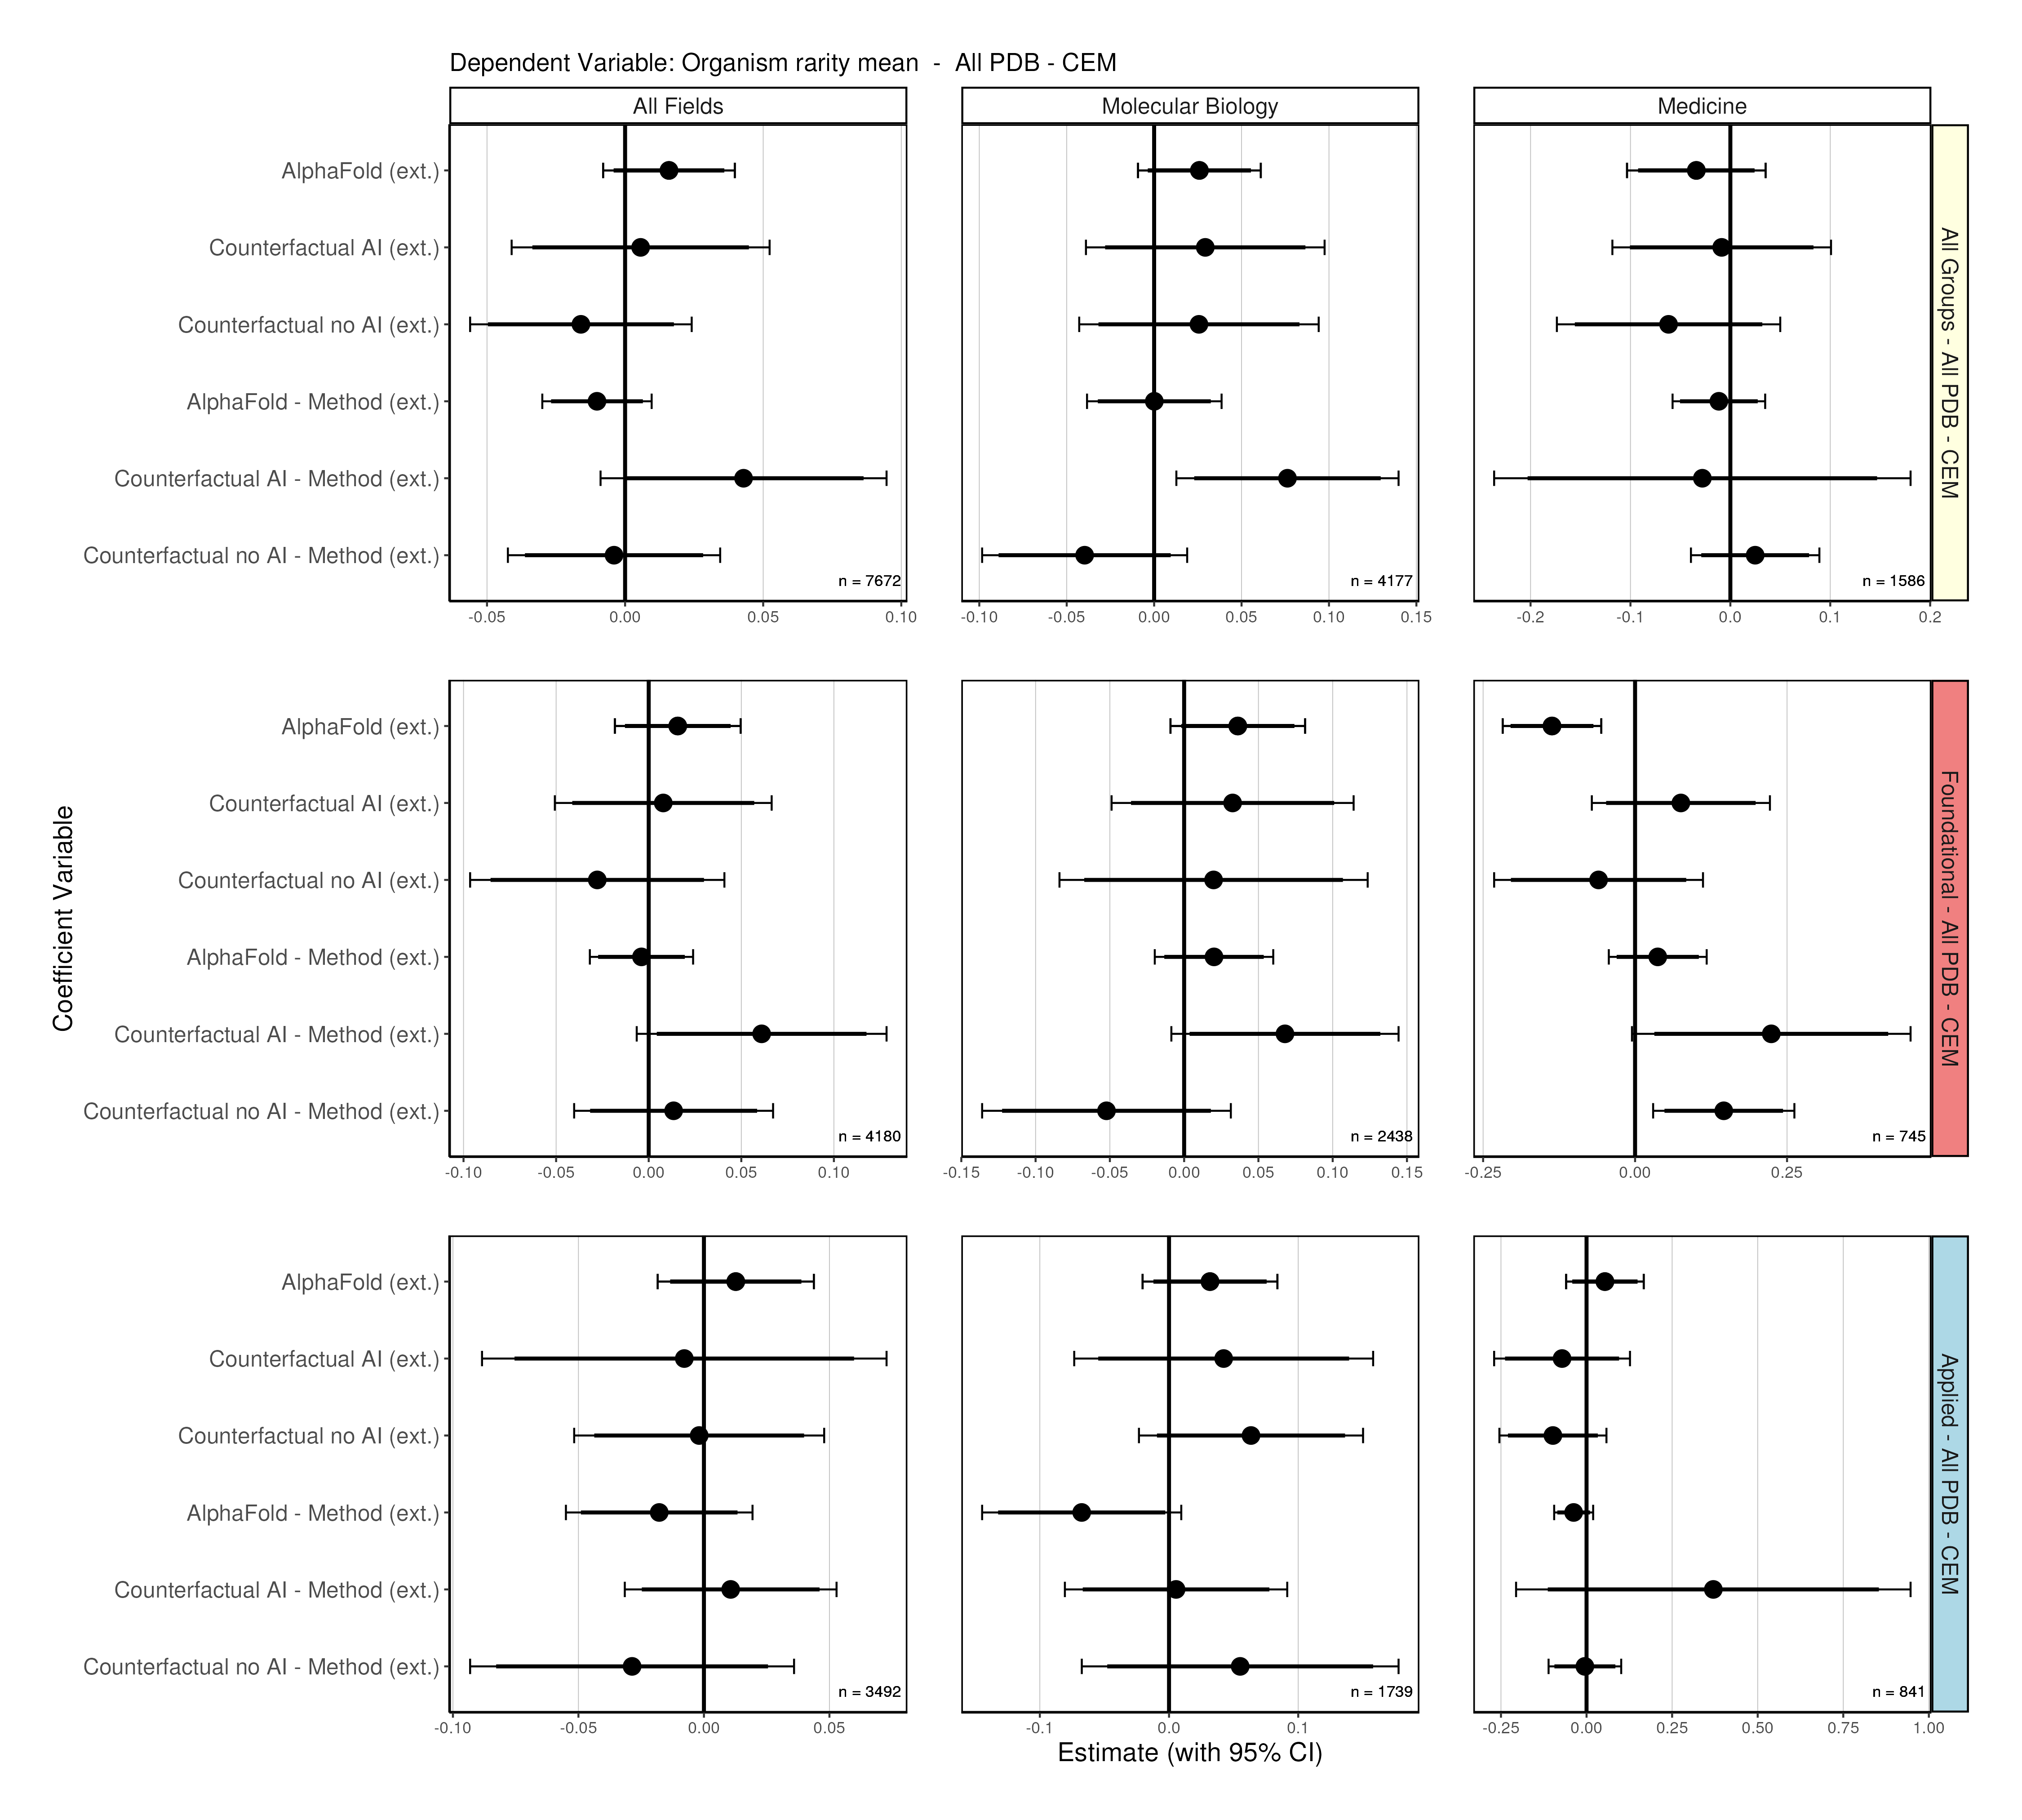 Dependent Variable: Organism rarity mean - All PDB - CEM
All Fields
Molecular Biology
Medicine
AlphaFold (ext.)
Counterfactual AI (ext.)
Counterfactual no AI (ext.)
AlphaFold - Method (ext.)
Counterfactual AI - Method (ext.)
Counterfactual no AI - Method (ext.)
n = 7672
n = 4177
n = 1586
All Groups - All PDB - CEM
-0.05 0.00 0.05 0.10
-0.10 -0.05 0.00 0.05 0.10 0.15
-0.2 -0.1 0.0 0.1 0.2
Coefficient Variable
AlphaFold (ext.)
Counterfactual AI (ext.)
Counterfactual no AI (ext.)
AlphaFold - Method (ext.)
Counterfactual AI - Method (ext.)
Counterfactual no AI - Method (ext.)
n = 4180
n = 2438
n = 745
Foundational - All PDB - CEM
-0.10 -0.05 0.00 0.05 0.10
-0.15 -0.10 -0.05 0.00 0.05 0.10 0.15
-0.25 0.00 0.25
AlphaFold (ext.)
Counterfactual AI (ext.)
Counterfactual no AI (ext.)
AlphaFold - Method (ext.)
Counterfactual AI - Method (ext.)
Counterfactual no AI - Method (ext.)
n = 3492
n = 1739
n = 841
Applied - All PDB - CEM
-0.10 -0.05 0.00 0.05
-0.1 0.0 0.1
-0.25 0.00 0.25 0.50 0.75 1.00
Estimate (with 95% CI)